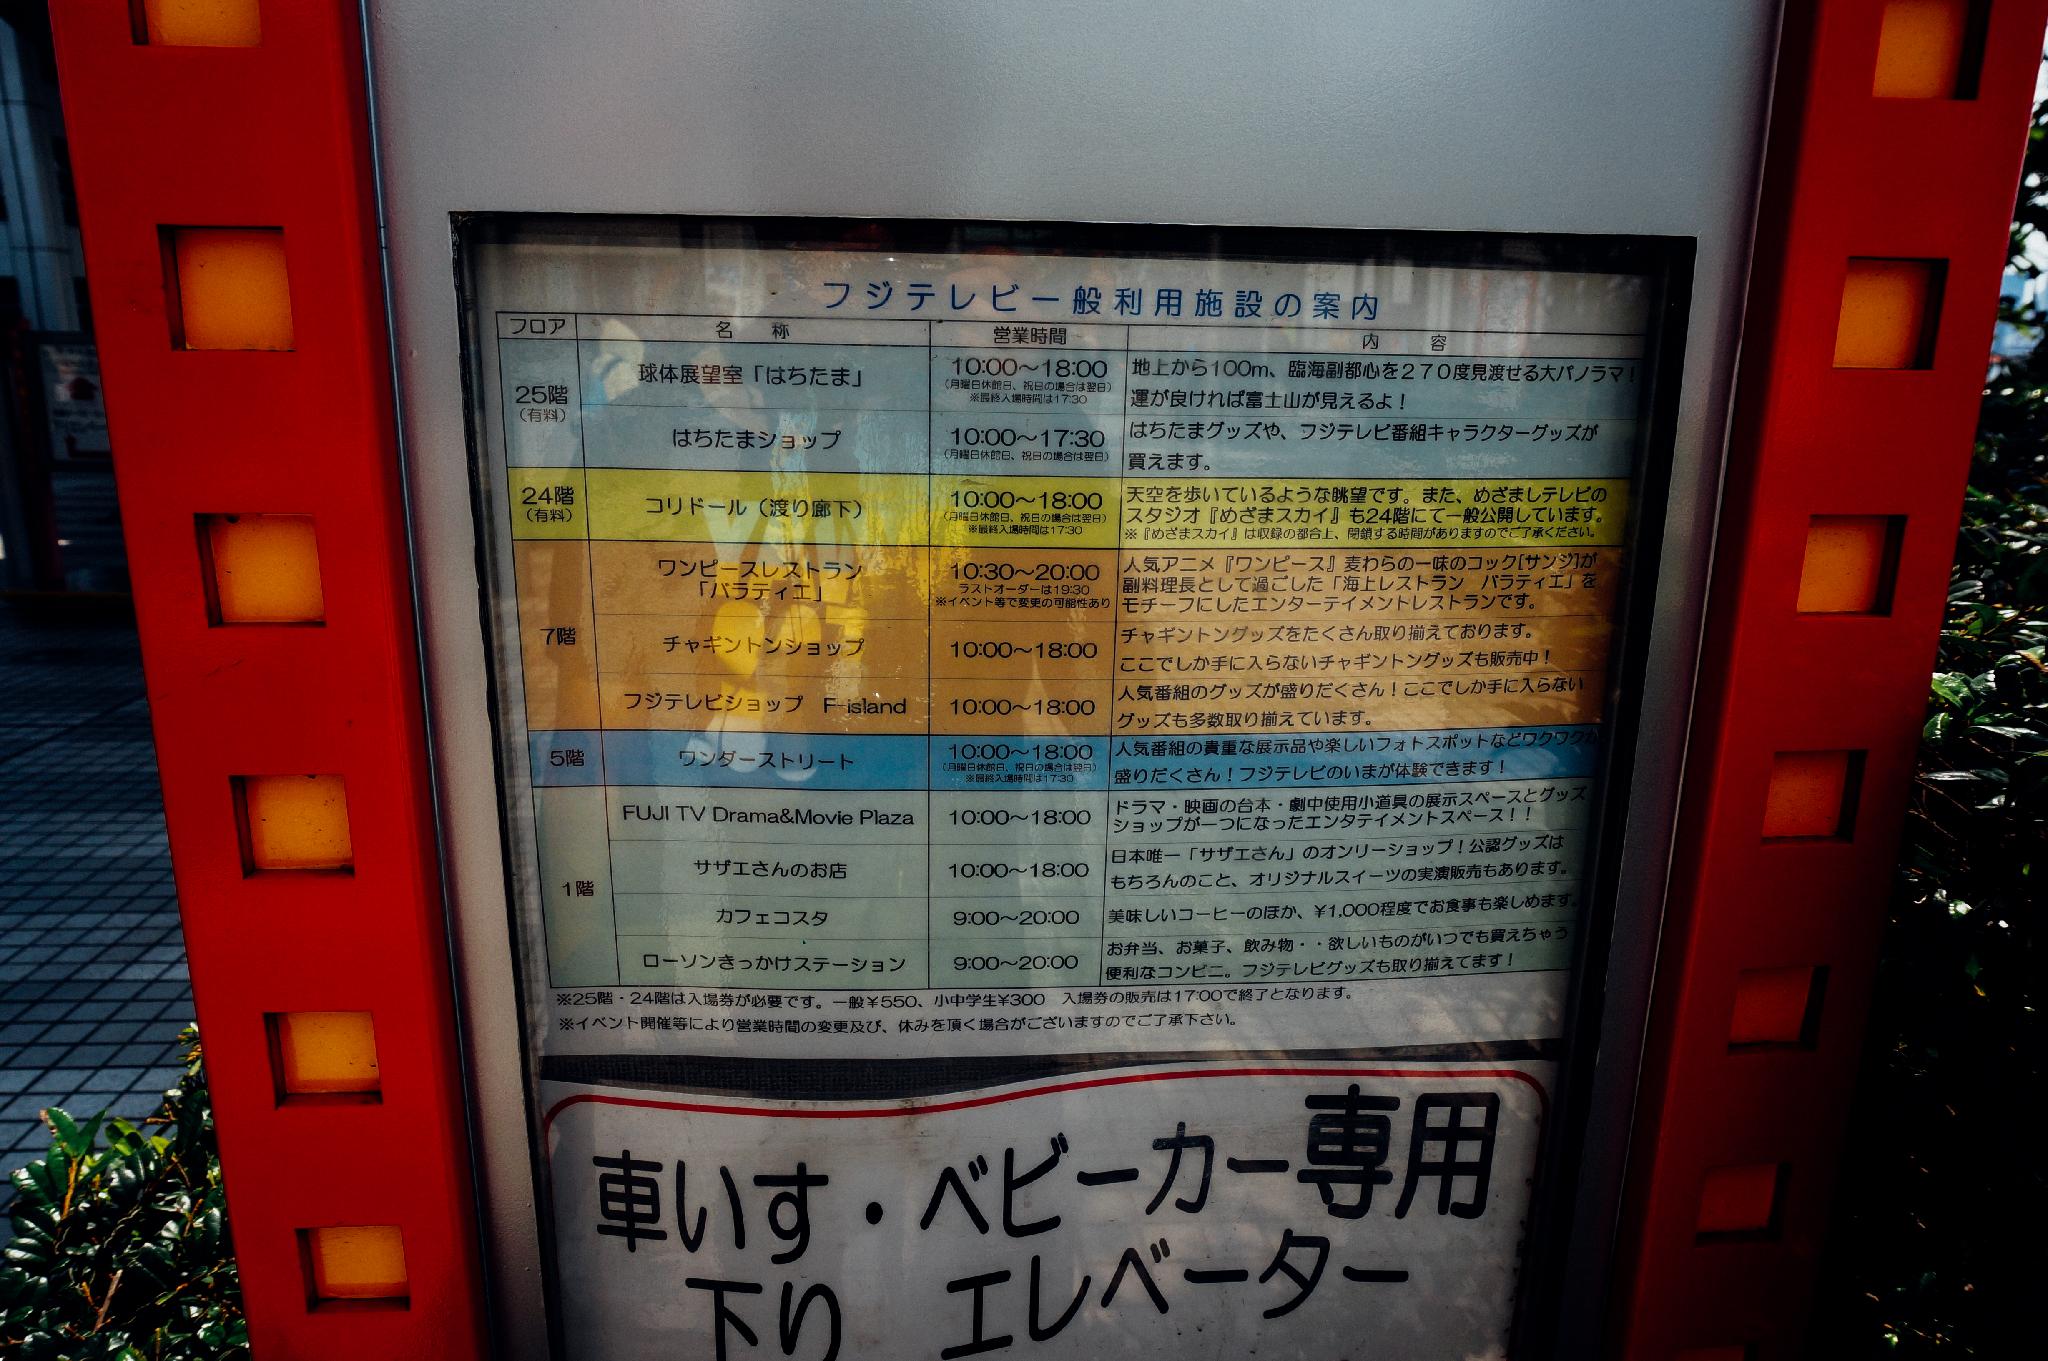 フジテレビ一般利用施設の案内
フロア 名 称 営業時間 内 容
25階
(有料)
球体展望室「はちたま」
10:00〜18:00
(月曜日休館日、祝日の場合は翌日)
※最終入場時間は17:30
地上から100m、臨海副都心を270度見渡せる大パノラマ！
運が良ければ富士山が見えるよ！
はちたまショップ
10:00〜17:30
(月曜日休館日、祝日の場合は翌日)
はちたまグッズや、フジテレビ番組キャラクターグッズが
買えます。
24階
(有料)
コリドール（渡り廊下）
10:00〜18:00
(月曜日休館日、祝日の場合は翌日)
※最終入場時間は17:30
天空を歩いているような眺望です。また、めざましテレビの
スタジオ『めざまスカイ』も24階にて一般公開しています。
※『めざまスカイ』は収録の都合上、閉鎖する時間がありますのでご了承ください。
7階
ワンピースレストラン
「バラティエ」
10:30〜20:00
ラストオーダーは19:30
※イベント等で変更の可能性あり
人気アニメ『ワンピース』麦わらの一味のコック[サンジ]が
副料理長として過ごした「海上レストラン バラティエ」を
モチーフにしたエンターテイメントレストランです。
チャギントンショップ
10:00〜18:00
チャギントングッズをたくさん取り揃えております。
ここでしか手に入らないチャギントングッズも販売中！
フジテレビショップ F-island
10:00〜18:00
人気番組のグッズが盛りだくさん！ここでしか手に入らない
グッズも多数取り揃えています。
5階
ワンダーストリート
10:00〜18:00
(月曜日休館日、祝日の場合は翌日)
※最終入場時間は17:30
人気番組の貴重な展示品や楽しいフォトスポットなどワクワクが
盛りだくさん！フジテレビのいまが体験できます！
1階
FUJI TV Drama&Movie Plaza
10:00〜18:00
ドラマ・映画の台本・劇中使用小道具の展示スペースとグッズ
ショップが一つになったエンタテイメントスペース！！
サザエさんのお店
10:00〜18:00
日本唯一「サザエさん」のオンリーショップ！公認グッズは
もちろんのこと、オリジナルスイーツの実演販売もあります。
カフェコスタ
9:00〜20:00
美味しいコーヒーのほか、¥1,000程度でお食事も楽しめます。
ローソンきっかけステーション
9:00〜20:00
お弁当、お菓子、飲み物・・欲しいものがいつでも買えちゃう
便利なコンビニ。フジテレビグッズも取り揃えてます！
※25階・24階は入場券が必要です。一般¥550、小中学生¥300 入場券の販売は17:00で終了となります。
※イベント開催等により営業時間の変更及び、休みを頂く場合がございますのでご了承下さい。
車いす・ベビーカー専用
下り エレベーター